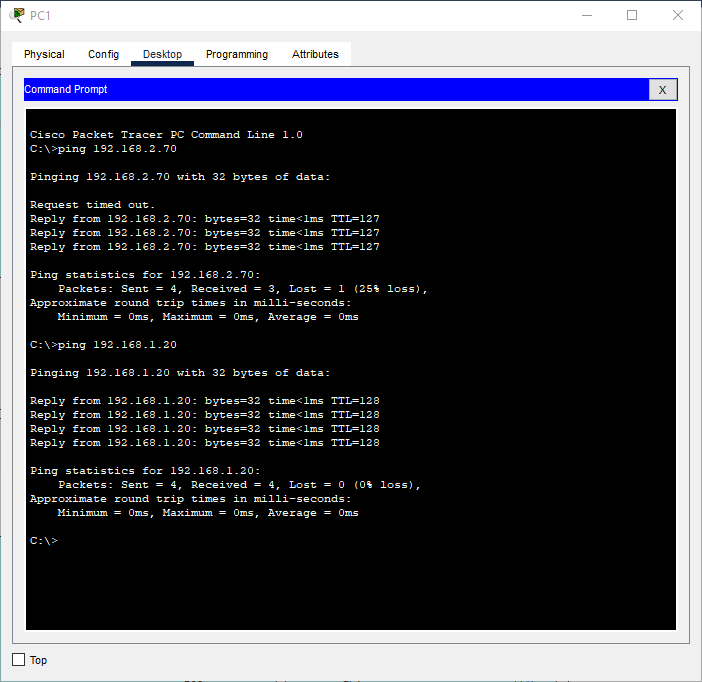 PC1
Physical Config Desktop Programming Attributes
Command Prompt X
Cisco Packet Tracer PC Command Line 1.0
C:\>ping 192.168.2.70
Pinging 192.168.2.70 with 32 bytes of data:
Request timed out.
Reply from 192.168.2.70: bytes=32 time<1ms TTL=127
Reply from 192.168.2.70: bytes=32 time<1ms TTL=127
Reply from 192.168.2.70: bytes=32 time<1ms TTL=127
Ping statistics for 192.168.2.70:
Packets: Sent = 4, Received = 3, Lost = 1 (25% loss),
Approximate round trip times in milli-seconds:
Minimum = 0ms, Maximum = 0ms, Average = 0ms
C:\>ping 192.168.1.20
Pinging 192.168.1.20 with 32 bytes of data:
Reply from 192.168.1.20: bytes=32 time<1ms TTL=128
Reply from 192.168.1.20: bytes=32 time<1ms TTL=128
Reply from 192.168.1.20: bytes=32 time<1ms TTL=128
Reply from 192.168.1.20: bytes=32 time<1ms TTL=128
Ping statistics for 192.168.1.20:
Packets: Sent = 4, Received = 4, Lost = 0 (0% loss),
Approximate round trip times in milli-seconds:
Minimum = 0ms, Maximum = 0ms, Average = 0ms
C:\>
Top